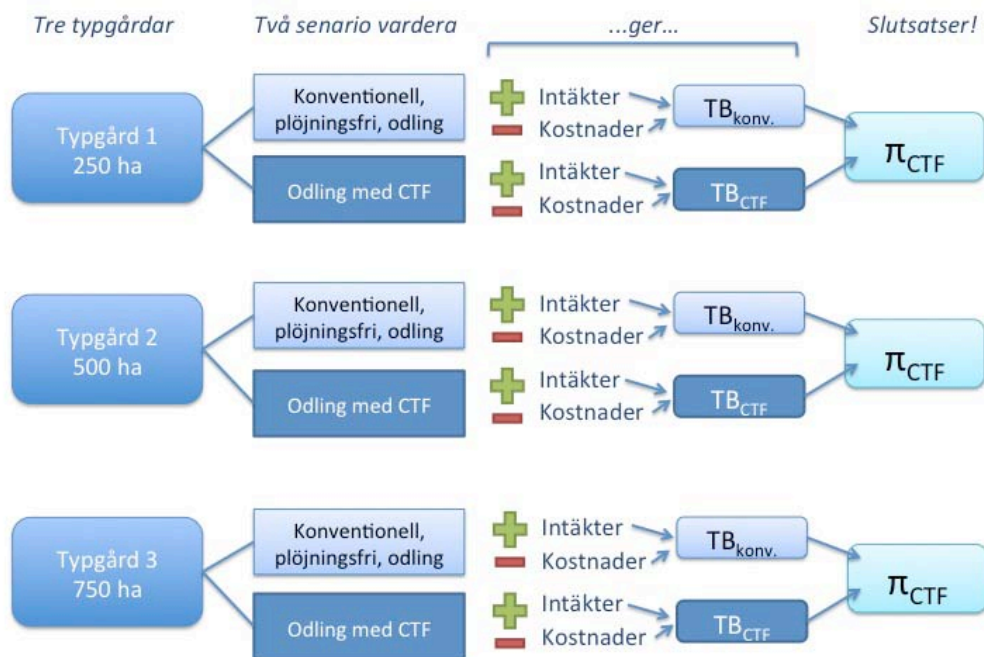 Tre typgårdar
Två senario vardera
...ger...
Slutsatser!
Typgård 1
250 ha
Konventionell,
plöjningsfri, odling
Odling med CTF
Intäkter
Kostnader
Intäkter
Kostnader
TBkonv.
TBCTF
πCTF
Typgård 2
500 ha
Konventionell,
plöjningsfri, odling
Odling med CTF
Intäkter
Kostnader
Intäkter
Kostnader
TBkonv.
TBCTF
πCTF
Typgård 3
750 ha
Konventionell,
plöjningsfri, odling
Odling med CTF
Intäkter
Kostnader
Intäkter
Kostnader
TBkonv.
TBCTF
πCTF